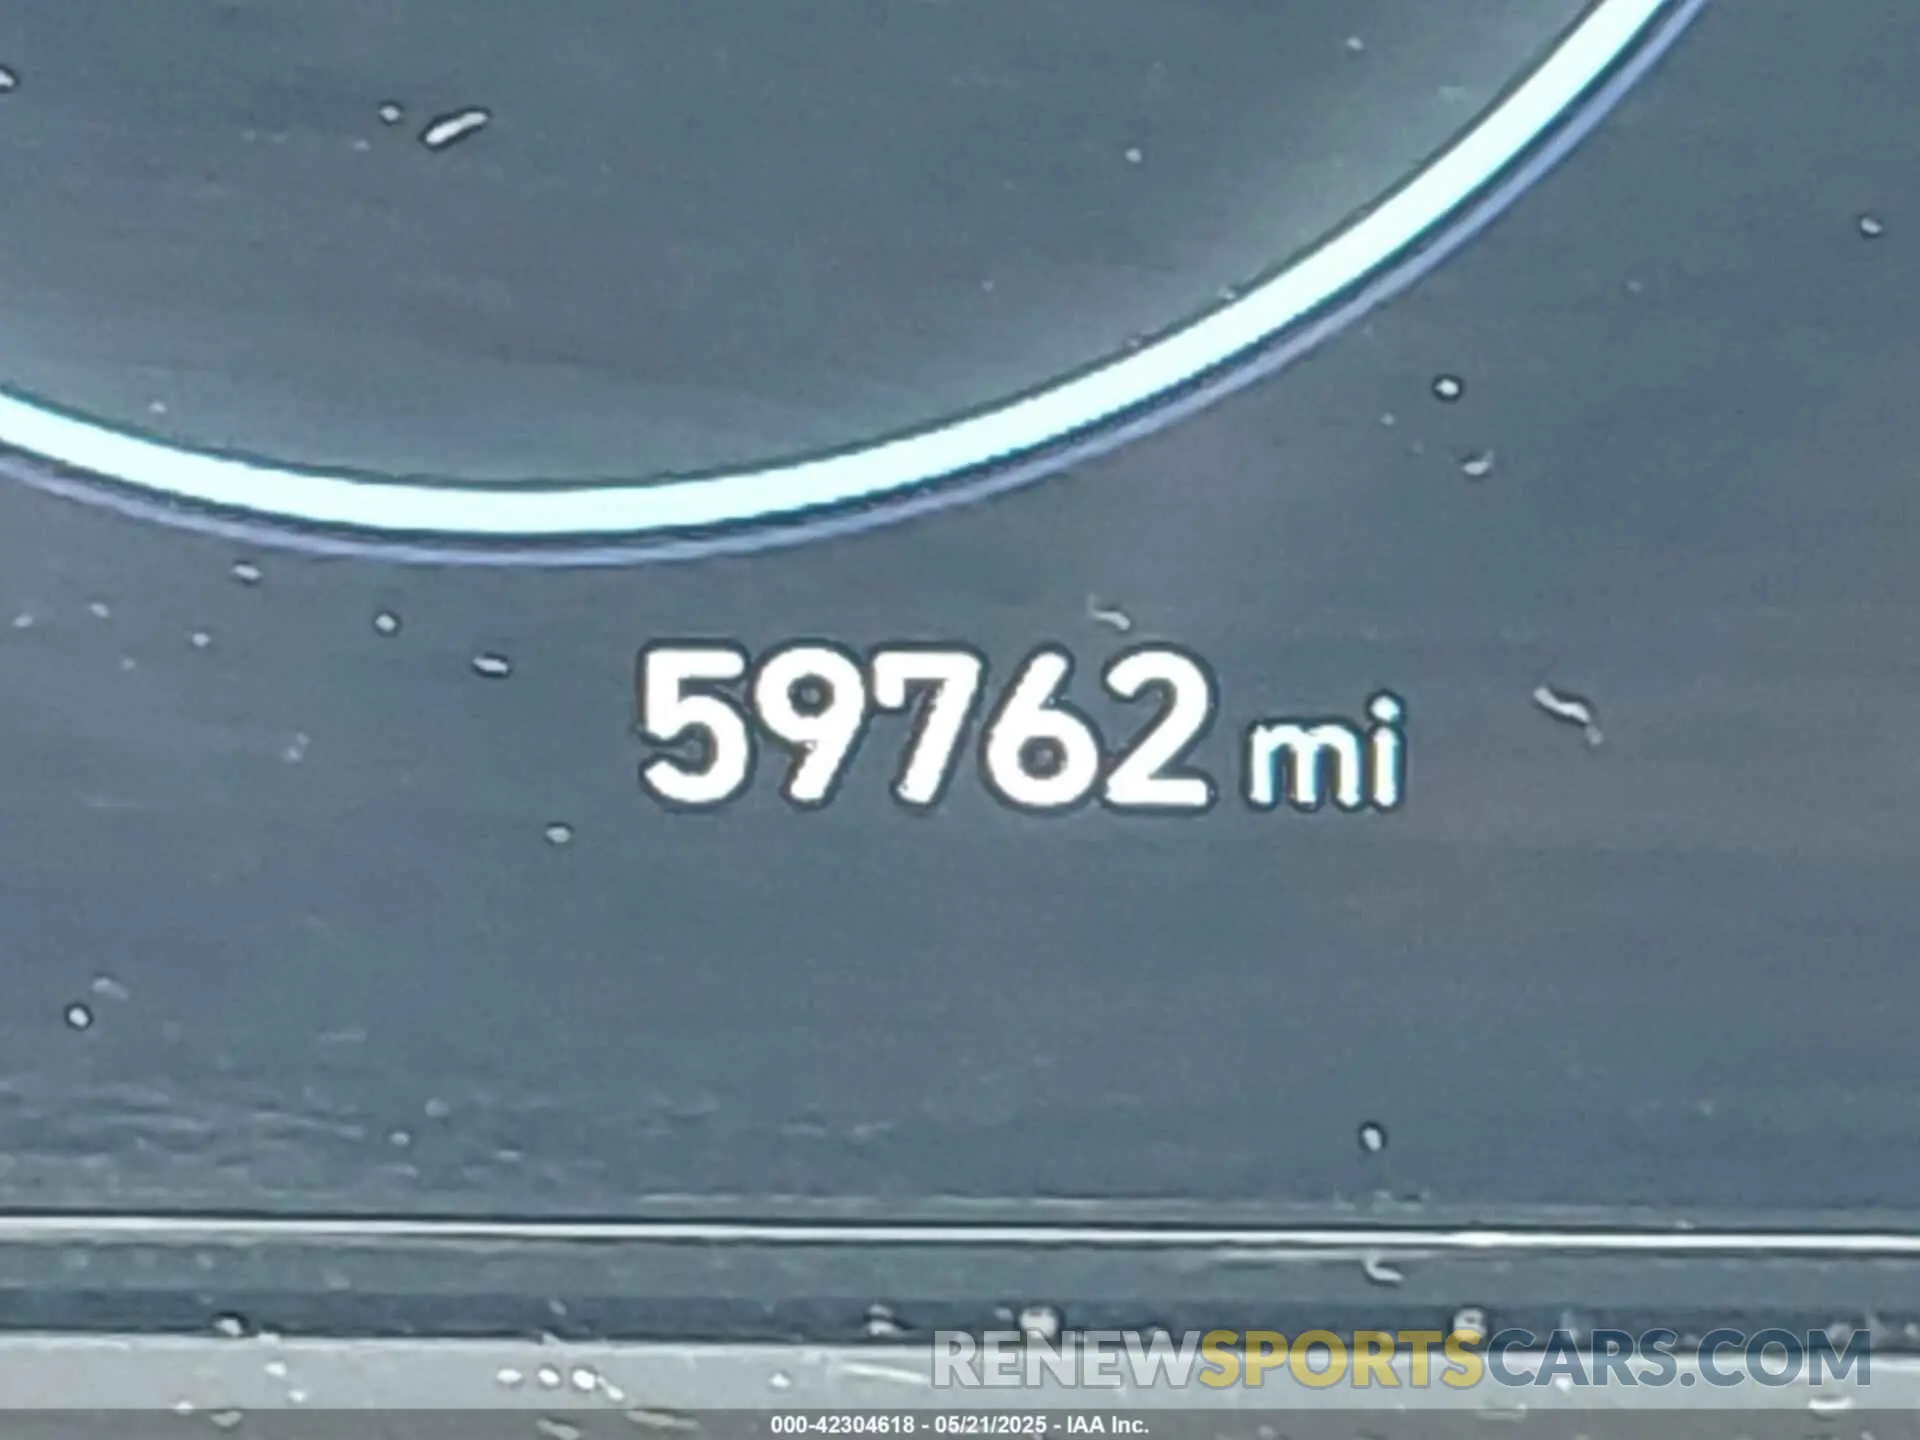 59762 mi
RENEWSPORTSCARS.COM
000-42304618 - 05/21/2025 - IAA Inc.